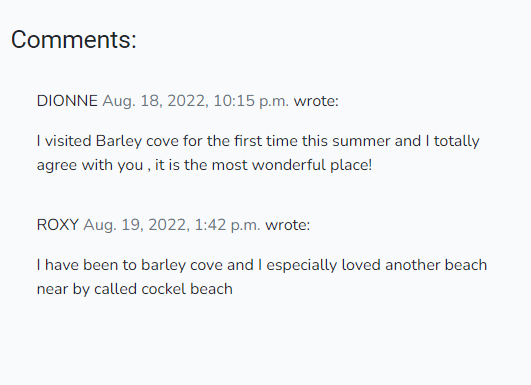 Comments:
DIONNE Aug. 18, 2022, 10:15 p.m. wrote:
I visited Barley cove for the first time this summer and I totally
agree with you , it is the most wonderful place!
ROXY Aug. 19, 2022, 1:42 p.m. wrote:
I have been to barley cove and I especially loved another beach
near by called cockel beach